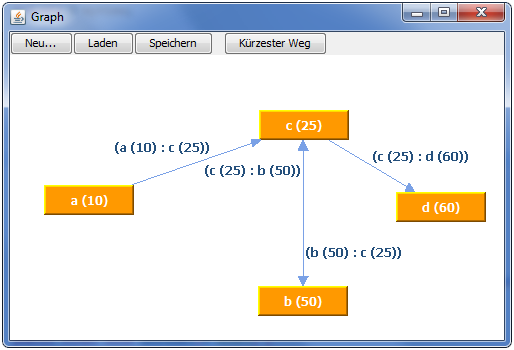 Graph
Neu... Laden Speichern Kürzester Weg
c (25)
(a (10) : c (25))
(c (25) : d (60))
(c (25) : b (50))
a (10)
d (60)
(b (50) : c (25))
b (50)